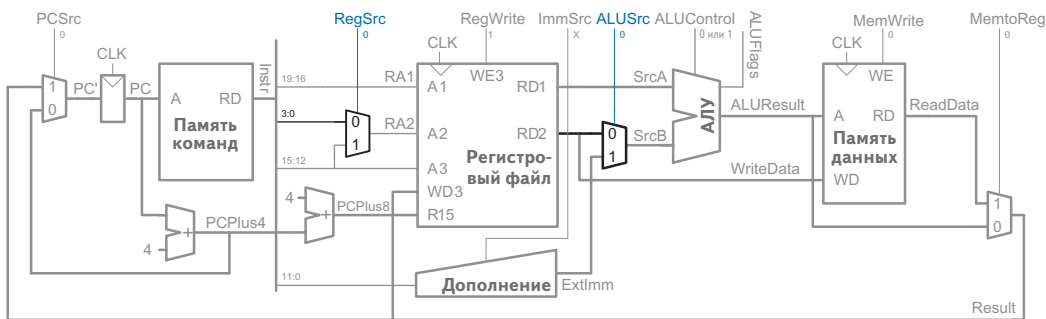 PCSrc
0
RegSrc
0
RegWrite
1
ImmSrc
X
ALUSrc
0
ALUControl
0 или 1
ALUFlags
MemWrite
0
MemtoReg
0
CLK
CLK
CLK
1
0
PC'
PC
A
RD
Память
команд
Instr
19:16
3:0
15:12
11:0
RA1
RA2
0
1
A1
A2
A3
WD3
R15
WE3
RD1
RD2
Регистро-
вый файл
SrcA
0
1
SrcB
АЛУ
ALUResult
WriteData
WE
A
RD
Память
данных
WD
ReadData
1
0
4
+
PCPlus4
4
+
PCPlus8
Дополнение
ExtImm
Result